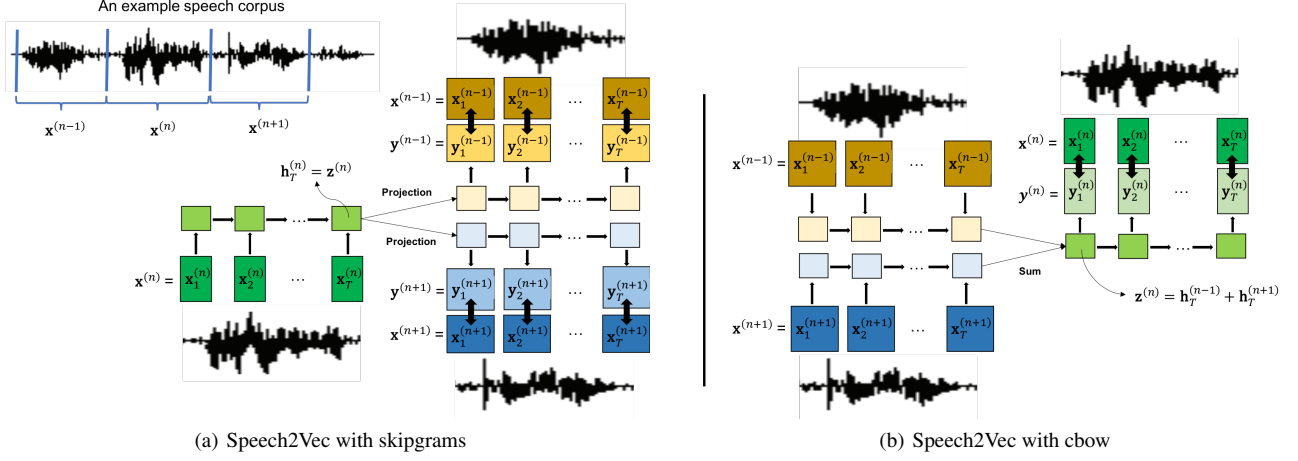 An example speech corpus
x^(n-1) x^(n) x^(n+1)
x^(n-1) = x_1^(n-1) x_2^(n-1) ... x_T^(n-1)
y^(n-1) = y_1^(n-1) y_2^(n-1) ... y_T^(n-1)
h_T^(n) = z^(n)
Projection
...
...
Projection
...
x^(n) = x_1^(n) x_2^(n) ... x_T^(n)
y^(n+1) = y_1^(n+1) y_2^(n+1) ... y_T^(n+1)
x^(n+1) = x_1^(n+1) x_2^(n+1) ... x_T^(n+1)
(a) Speech2Vec with skipgrams
x^(n-1) = x_1^(n-1) x_2^(n-1) ... x_T^(n-1)
...
...
x^(n+1) = x_1^(n+1) x_2^(n+1) ... x_T^(n+1)
x^(n) = x_1^(n) x_2^(n) ... x_T^(n)
y^(n) = y_1^(n) y_2^(n) ... y_T^(n)
...
Sum
z^(n) = h_T^(n-1) + h_T^(n+1)
(b) Speech2Vec with cbow